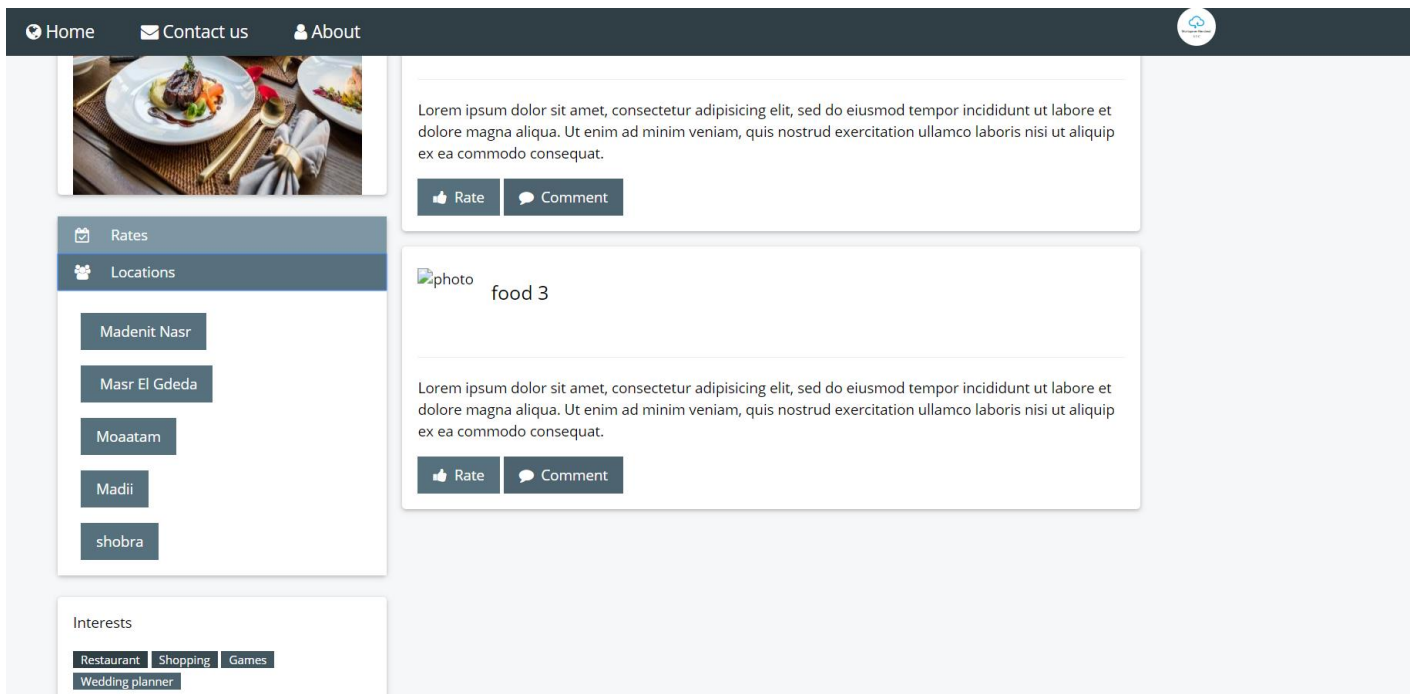 Home Contact us About
Rates
Locations
Madenit Nasr
Masr El Gdeda
Moaatam
Madii
shobra
Interests
Restaurant Shopping Games
Wedding planner
Lorem ipsum dolor sit amet, consectetur adipisicing elit, sed do eiusmod tempor incididunt ut labore et
dolore magna aliqua. Ut enim ad minim veniam, quis nostrud exercitation ullamco laboris nisi ut aliquip
ex ea commodo consequat.
Rate Comment
photo
food 3
Lorem ipsum dolor sit amet, consectetur adipisicing elit, sed do eiusmod tempor incididunt ut labore et
dolore magna aliqua. Ut enim ad minim veniam, quis nostrud exercitation ullamco laboris nisi ut aliquip
ex ea commodo consequat.
Rate Comment